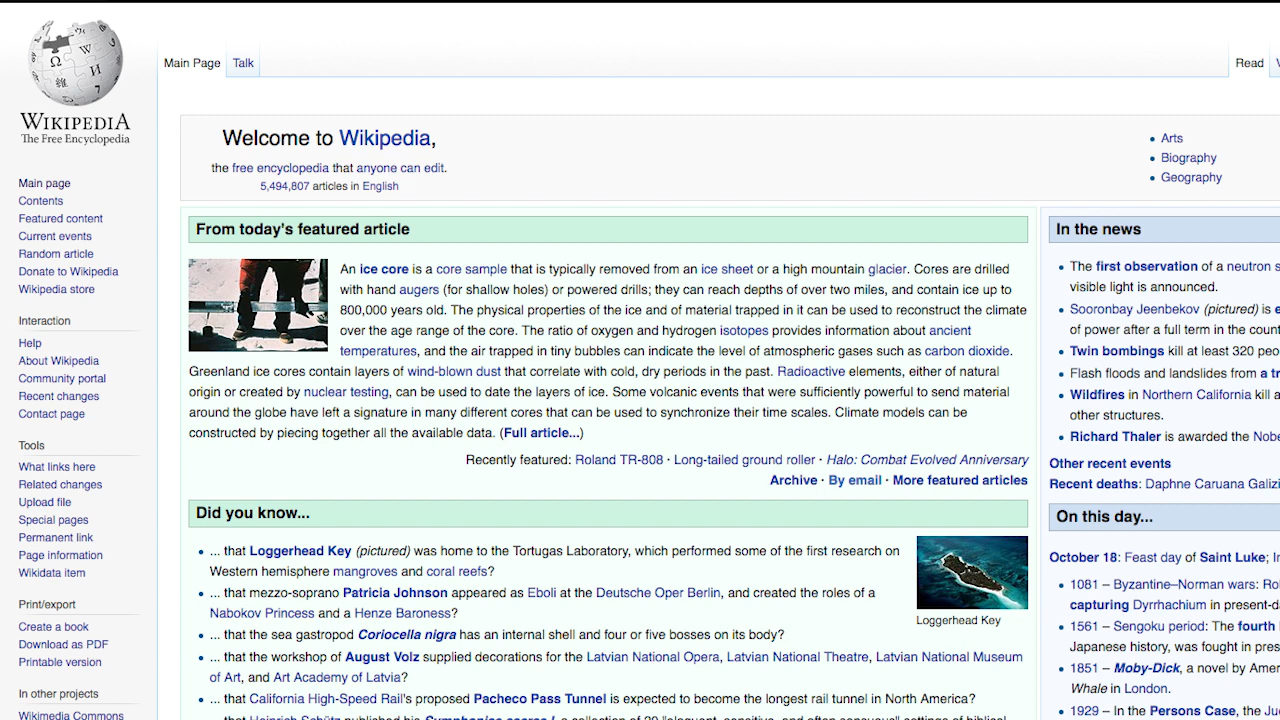 WIKIPEDIA
The Free Encyclopedia
Main page
Contents
Featured content
Current events
Random article
Donate to Wikipedia
Wikipedia store
Interaction
Help
About Wikipedia
Community portal
Recent changes
Contact page
Tools
What links here
Related changes
Upload file
Special pages
Permanent link
Page information
Wikidata item
Print/export
Create a book
Download as PDF
Printable version
In other projects
Wikimedia Commons
Main Page Talk
Read
Welcome to Wikipedia,
the free encyclopedia that anyone can edit.
5,494,807 articles in English
• Arts
• Biography
• Geography
From today's featured article
An ice core is a core sample that is typically removed from an ice sheet or a high mountain glacier. Cores are drilled
with hand augers (for shallow holes) or powered drills; they can reach depths of over two miles, and contain ice up to
800,000 years old. The physical properties of the ice and of material trapped in it can be used to reconstruct the climate
over the age range of the core. The ratio of oxygen and hydrogen isotopes provides information about ancient
temperatures, and the air trapped in tiny bubbles can indicate the level of atmospheric gases such as carbon dioxide.
Greenland ice cores contain layers of wind-blown dust that correlate with cold, dry periods in the past. Radioactive elements, either of natural
origin or created by nuclear testing, can be used to date the layers of ice. Some volcanic events that were sufficiently powerful to send material
around the globe have left a signature in many different cores that can be used to synchronize their time scales. Climate models can be
constructed by piecing together all the available data. (Full article...)
Recently featured: Roland TR-808 · Long-tailed ground roller · Halo: Combat Evolved Anniversary
Archive · By email · More featured articles
Did you know...
• ... that Loggerhead Key (pictured) was home to the Tortugas Laboratory, which performed some of the first research on
Western hemisphere mangroves and coral reefs?
• ... that mezzo-soprano Patricia Johnson appeared as Eboli at the Deutsche Oper Berlin, and created the roles of a
Nabokov Princess and a Henze Baroness?
• ... that the sea gastropod Coriocella nigra has an internal shell and four or five bosses on its body?
• ... that the workshop of August Volz supplied decorations for the Latvian National Opera, Latvian National Theatre, Latvian National Museum
of Art, and Art Academy of Latvia?
• ... that California High-Speed Rail's proposed Pacheco Pass Tunnel is expected to become the longest rail tunnel in North America?
... that Heinrich Schütz published his Symphoniae sacrae I, a collection of 20 "eloquent, sensitive, and often sensuous" settings of biblical
Loggerhead Key
In the news
• The first observation of a neutron s
visible light is announced.
• Sooronbay Jeenbekov (pictured) is e
of power after a full term in the count
• Twin bombings kill at least 320 peo
• Flash floods and landslides from a tr
• Wildfires in Northern California kill a
other structures.
• Richard Thaler is awarded the Nobe
Other recent events
Recent deaths: Daphne Caruana Galizi
On this day...
October 18: Feast day of Saint Luke; In
• 1081 – Byzantine–Norman wars: Ro
capturing Dyrrhachium in present-da
• 1561 – Sengoku period: The fourth
Japanese history, was fought in pres
• 1851 – Moby-Dick, a novel by Amer
Whale in London.
• 1929 – In the Persons Case, the Ju